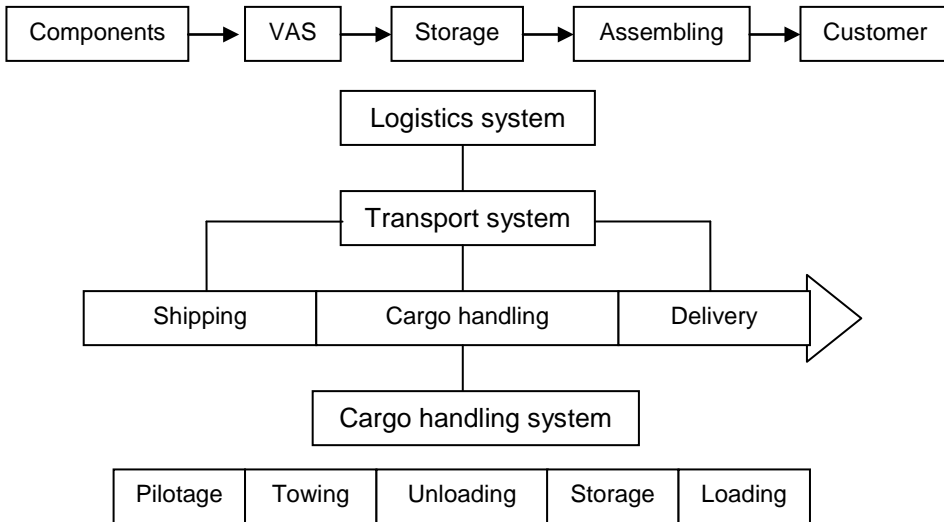 Components VAS Storage Assembling Customer
Logistics system
Transport system
Shipping Cargo handling Delivery
Cargo handling system
Pilotage Towing Unloading Storage Loading